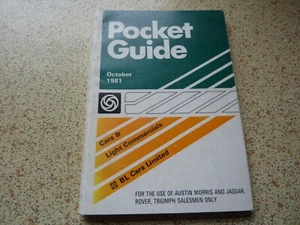 Pocket
Guide
October
1981
Cars &
Light Commercials
BL Cars Limited
FOR THE USE OF AUSTIN MORRIS AND JAGUAR,
ROVER, TRIUMPH SALESMEN ONLY